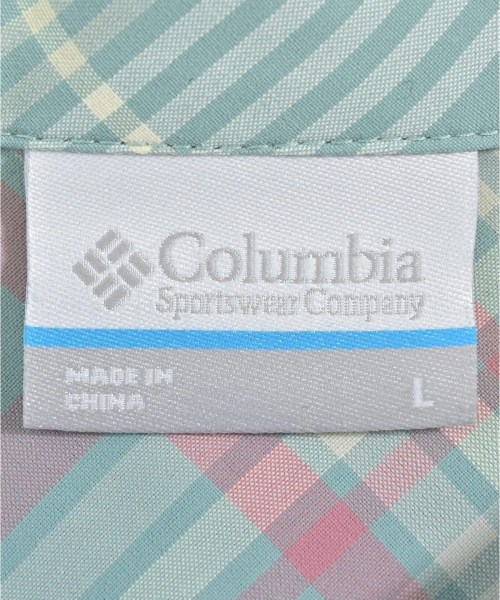 Columbia
Sportswear Company
MADE IN
CHINA
L